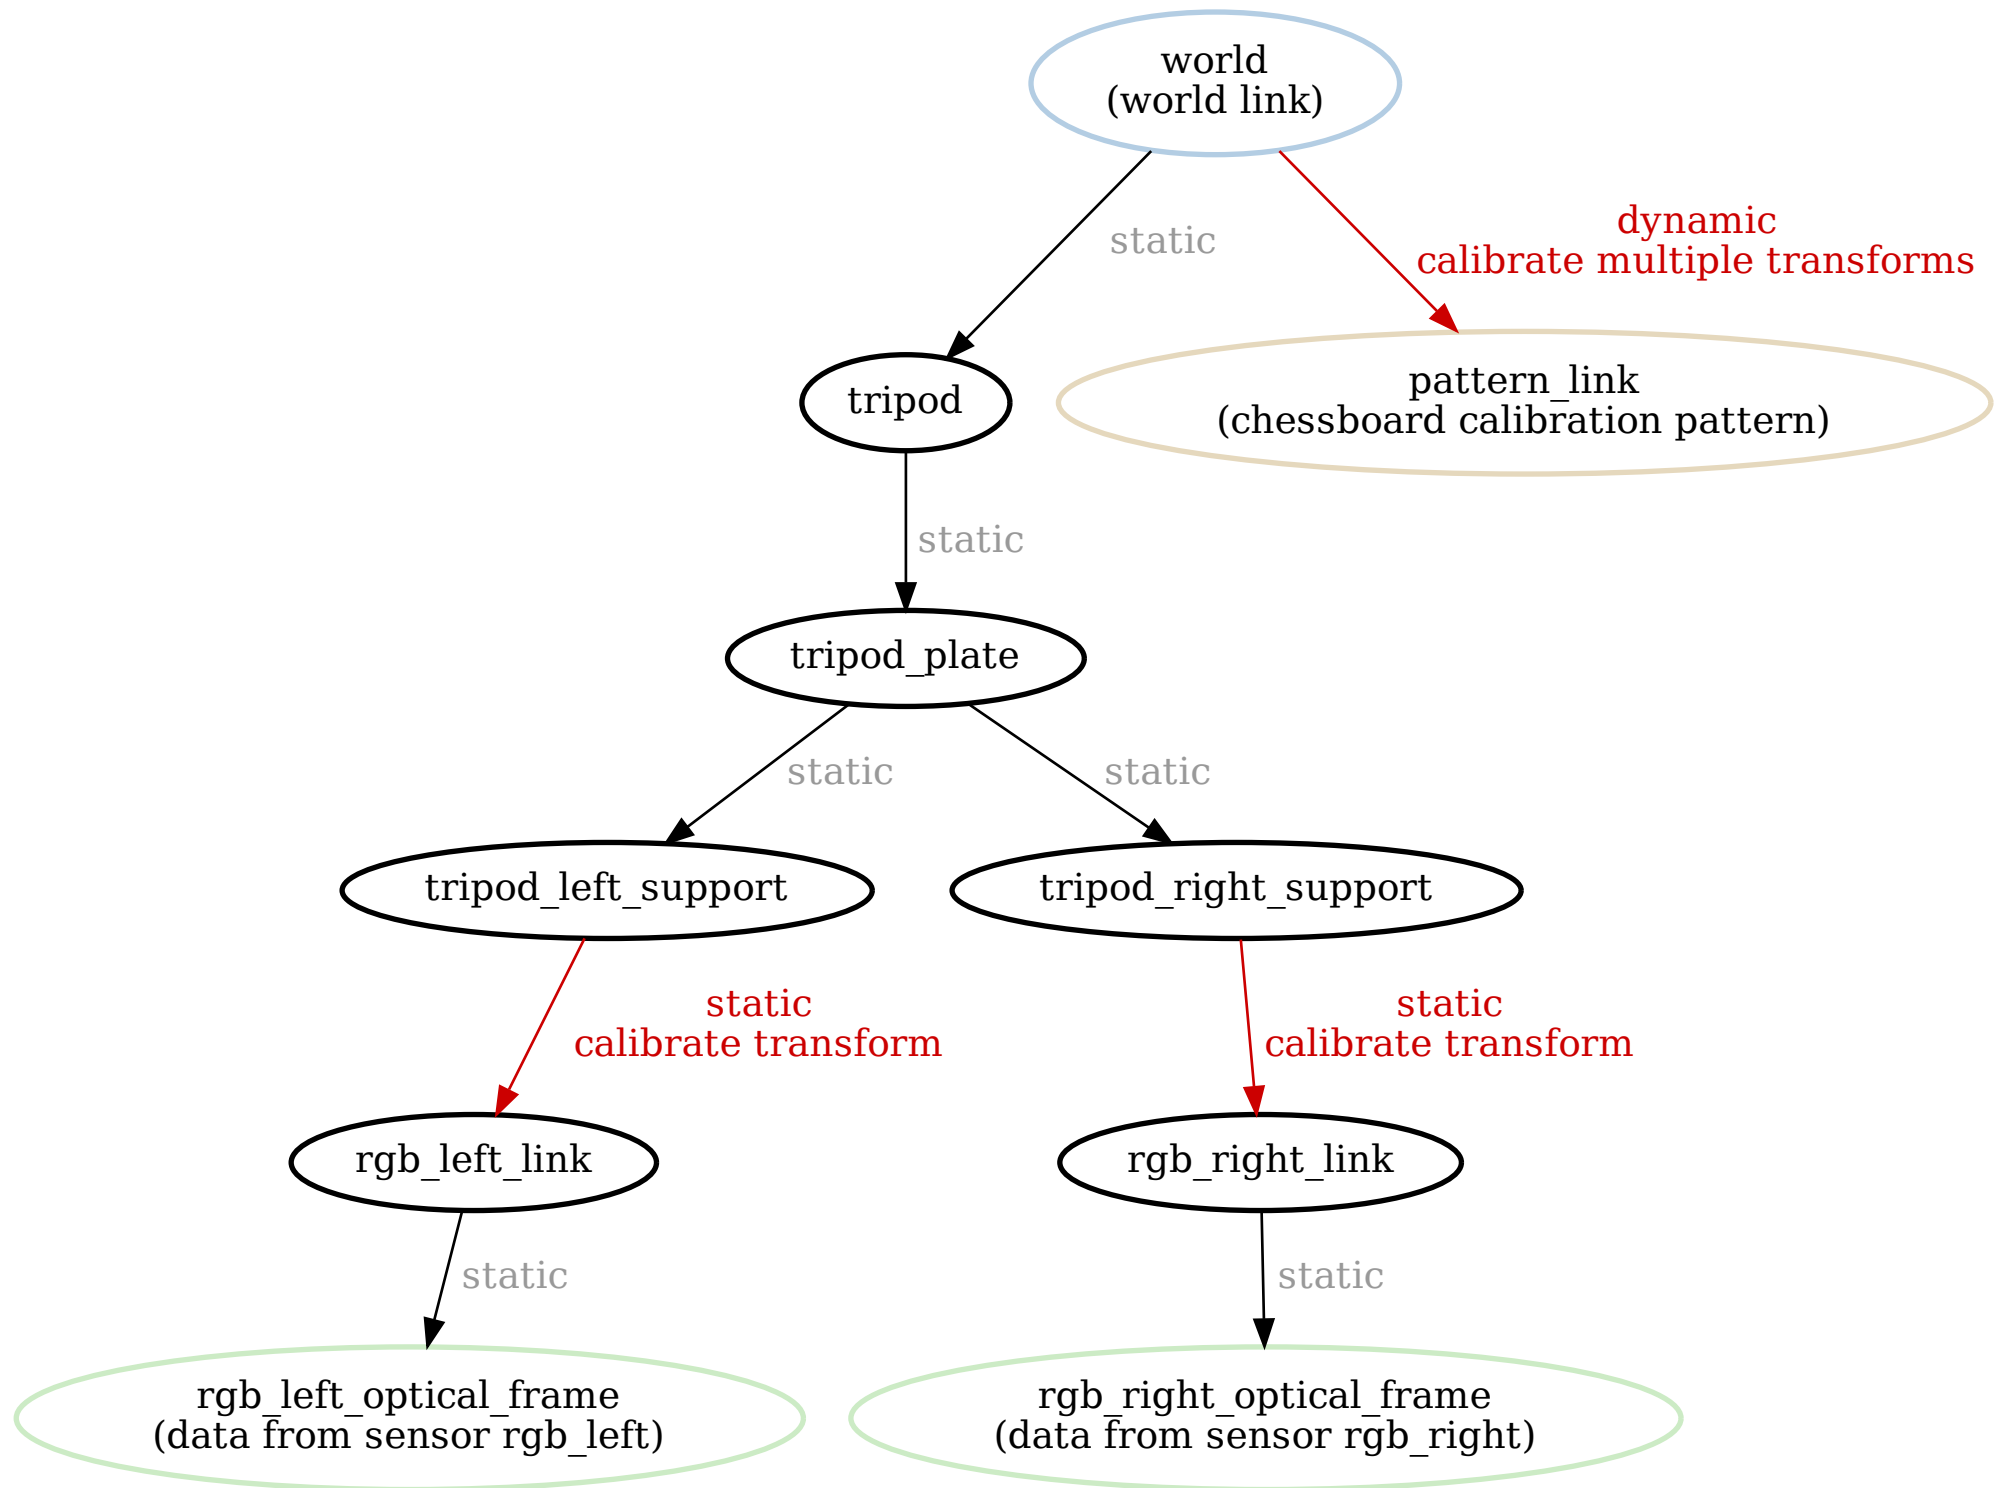 world
(world link)
static
dynamic
calibrate multiple transforms
tripod
pattern_link
(chessboard calibration pattern)
static
tripod_plate
static
static
tripod_left_support
tripod_right_support
static
calibrate transform
static
calibrate transform
rgb_left_link
rgb_right_link
static
static
rgb_left_optical_frame
(data from sensor rgb_left)
rgb_right_optical_frame
(data from sensor rgb_right)